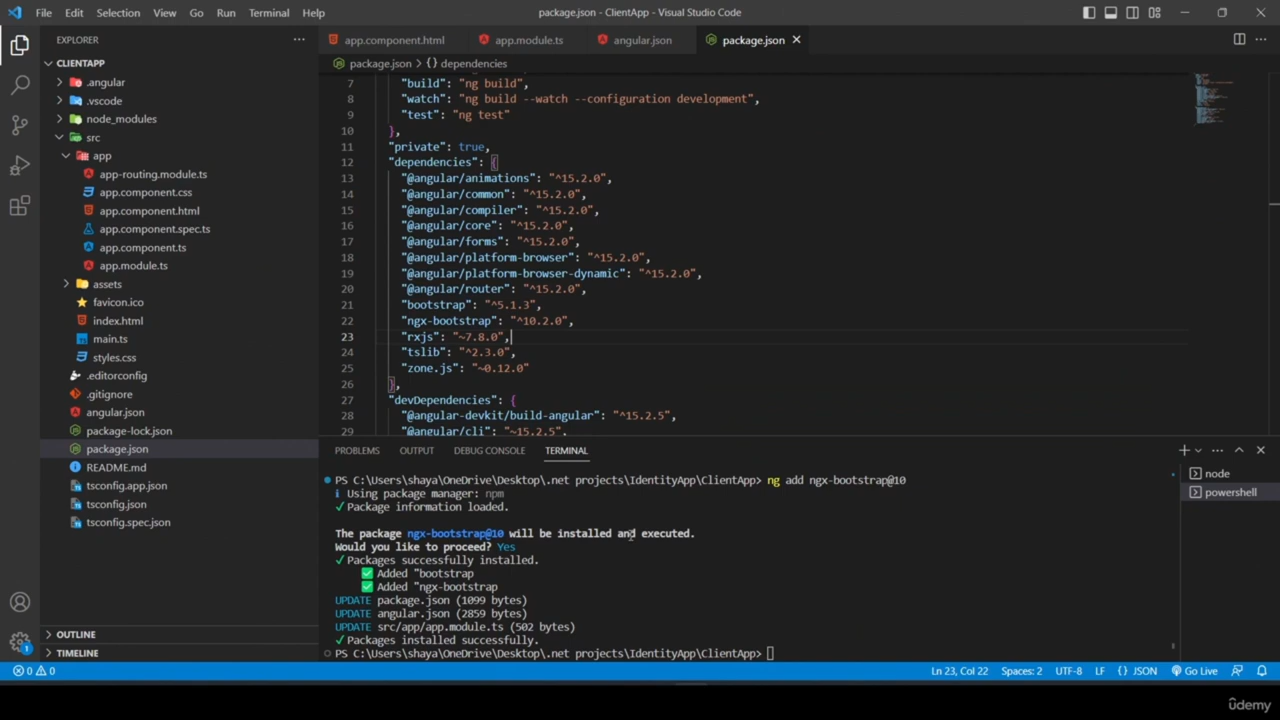 File Edit Selection View Go Run Terminal Help
package.json - ClientApp - Visual Studio Code
EXPLORER
CLIENTAPP
.angular
.vscode
node_modules
src
app
app-routing.module.ts
app.component.css
app.component.html
app.component.spec.ts
app.component.ts
app.module.ts
assets
favicon.ico
index.html
main.ts
styles.css
.editorconfig
.gitignore
angular.json
package-lock.json
package.json
README.md
tsconfig.app.json
tsconfig.json
tsconfig.spec.json
OUTLINE
TIMELINE
app.component.html app.module.ts angular.json package.json
package.json > {} dependencies
7 "build": "ng build",
8 "watch": "ng build --watch --configuration development",
9 "test": "ng test"
10 },
11 "private": true,
12 "dependencies": {
13 "@angular/animations": "^15.2.0",
14 "@angular/common": "^15.2.0",
15 "@angular/compiler": "^15.2.0",
16 "@angular/core": "^15.2.0",
17 "@angular/forms": "^15.2.0",
18 "@angular/platform-browser": "^15.2.0",
19 "@angular/platform-browser-dynamic": "^15.2.0",
20 "@angular/router": "^15.2.0",
21 "bootstrap": "^5.1.3",
22 "ngx-bootstrap": "^10.2.0",
23 "rxjs": "~7.8.0",
24 "tslib": "^2.3.0",
25 "zone.js": "~0.12.0"
26 },
27 "devDependencies": {
28 "@angular-devkit/build-angular": "^15.2.5",
29 "@angular/cli": "~15.2.5",
PROBLEMS OUTPUT DEBUG CONSOLE TERMINAL
PS C:\Users\shaya\OneDrive\Desktop\.net projects\IdentityApp\ClientApp> ng add ngx-bootstrap@10
i Using package manager: npm
✓ Package information loaded.
The package ngx-bootstrap@10 will be installed and executed.
Would you like to proceed? Yes
✓ Packages successfully installed.
✅ Added "bootstrap
✅ Added "ngx-bootstrap
UPDATE package.json (1099 bytes)
UPDATE angular.json (2859 bytes)
UPDATE src/app/app.module.ts (502 bytes)
✓ Packages installed successfully.
PS C:\Users\shaya\OneDrive\Desktop\.net projects\IdentityApp\ClientApp>
node
powershell
1
0 0 Ln 23, Col 22 Spaces: 2 UTF-8 LF {} JSON Go Live
ûdemy